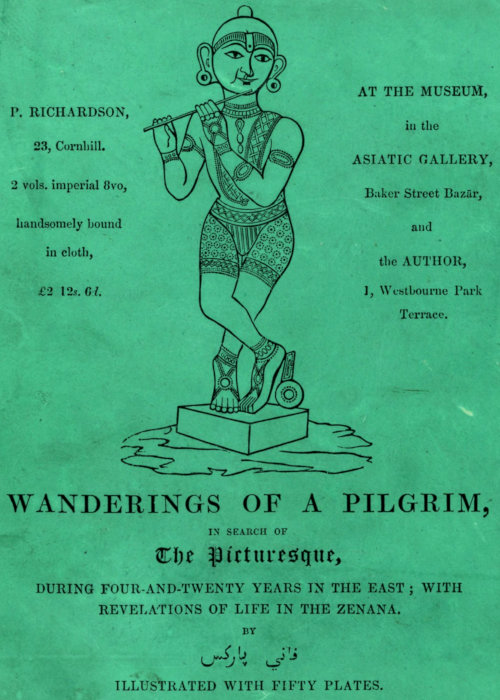 P. RICHARDSON,
23, Cornhill.
2 vols. imperial 8vo,
handsomely bound
in cloth,
£2 12s. 6d.
AT THE MUSEUM,
in the
ASIATIC GALLERY,
Baker Street Bazār,
and
the AUTHOR,
1, Westbourne Park
Terrace.
WANDERINGS OF A PILGRIM,
IN SEARCH OF
The Picturesque,
DURING FOUR-AND-TWENTY YEARS IN THE EAST; WITH
REVELATIONS OF LIFE IN THE ZENANA.
BY
فاني پارکس
ILLUSTRATED WITH FIFTY PLATES.